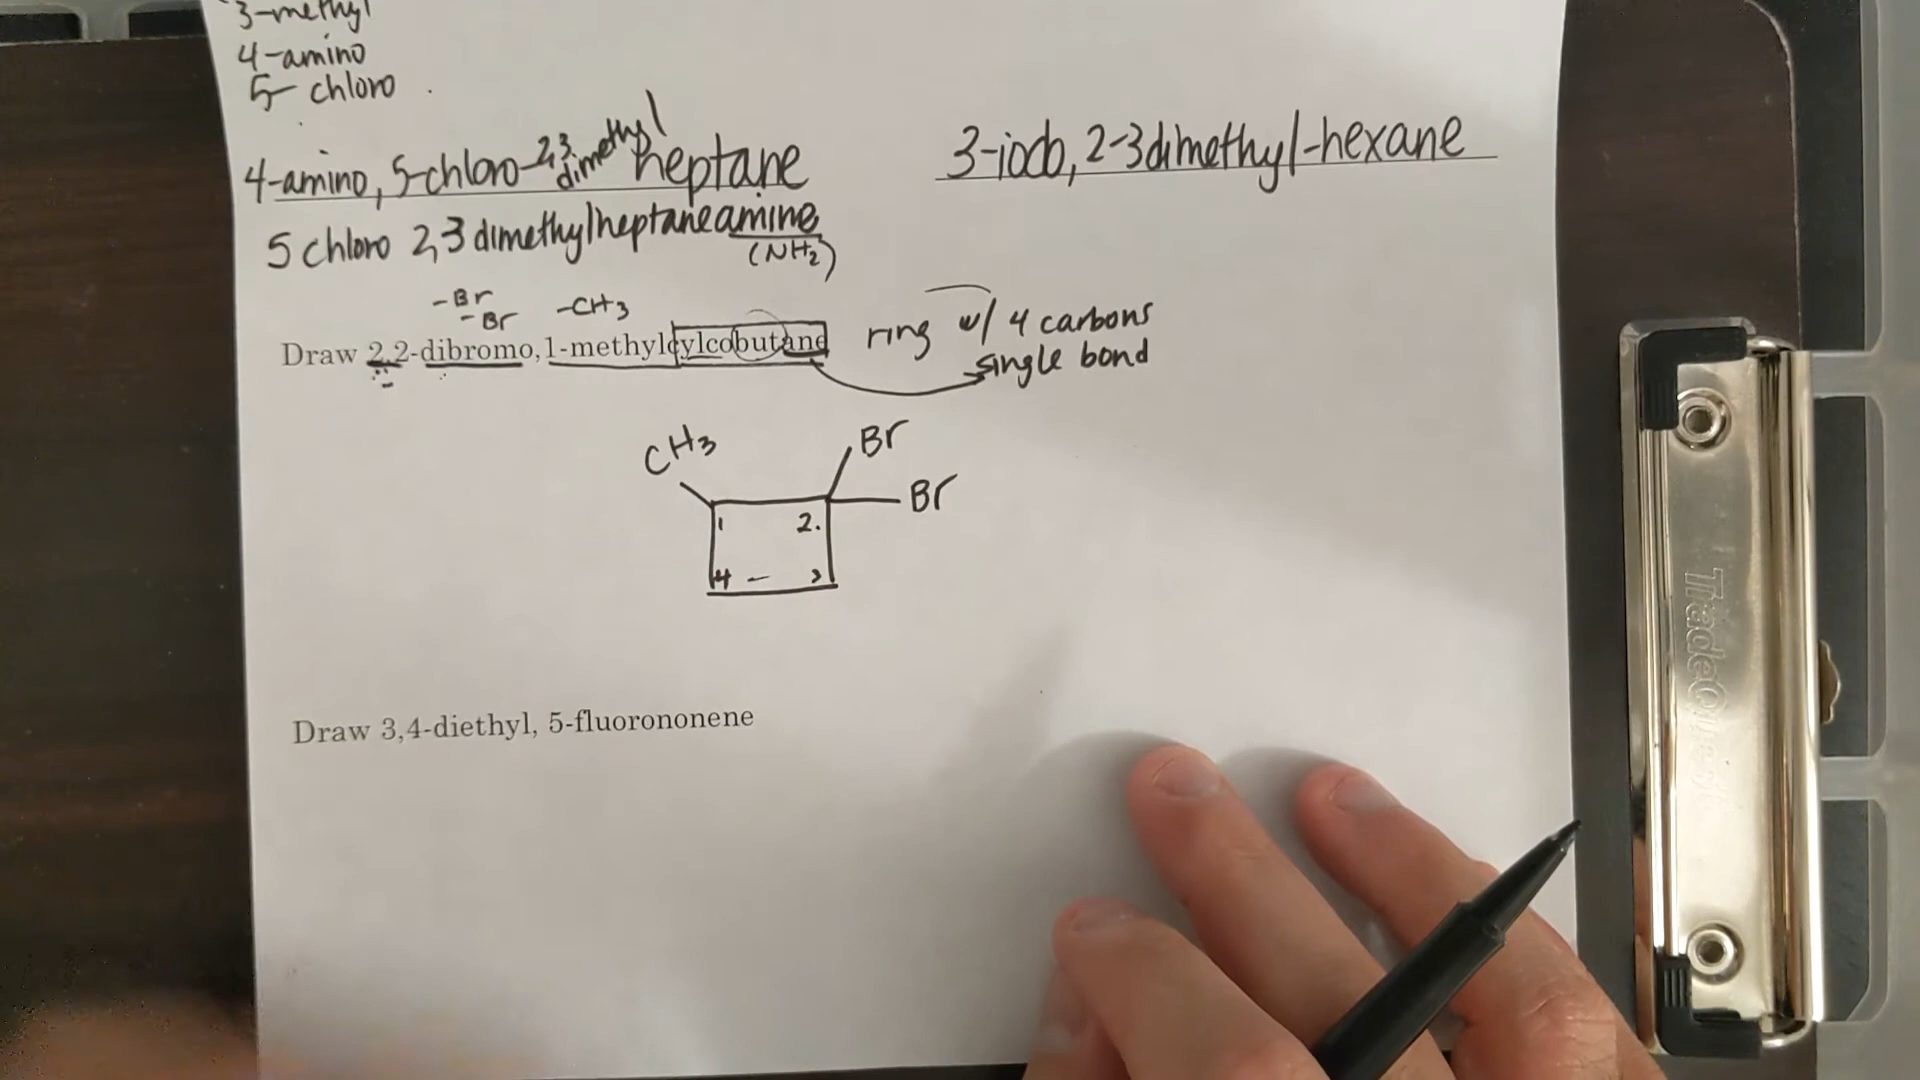 3-methyl
4-amino
5- chloro
4-amino, 5-chloro-2,3 dimethyl heptane
3-iodo, 2-3dimethyl-hexane
5 chloro 2,3 dimethylheptaneamine
(NH2)
-Br
-Br
-CH3
Draw 2,2-dibromo, 1-methylcylcobutane
ring w/ 4 carbons
single bond
CH3
Br
Br
1 2.
4 - 3
Draw 3,4-diethyl, 5-fluorononene